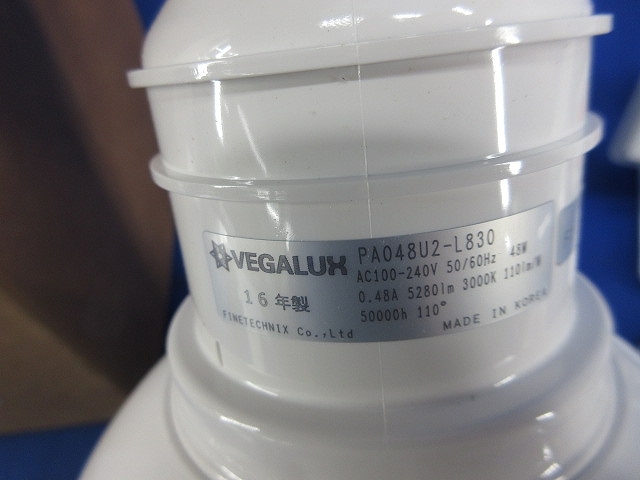 VEGALUX PA048U2-L830
AC100-240V 50/60Hz 48W
16年製 0.48A 5280lm 3000K 110lm/W
50000h 110°
FINETECHNIX Co.,Ltd MADE IN KOREA